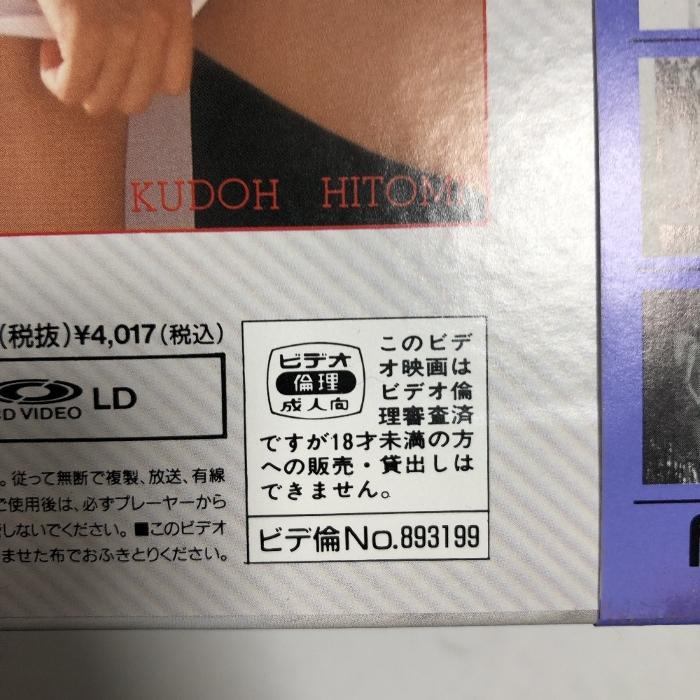 KUDOH HITOMI
(税抜)¥4,017(税込)
CD VIDEO LD
ビデオ
倫理
成人向
このビデ
オ映画は
ビデオ倫
理審査済
ですが18才未満の方
への販売・貸出しは
できません。
ビデ倫No.893199
。従って無断で複製、放送、有線
ご使用後は、必ずプレーヤーから
しないでください。■このビデオ
ませた布でおふきとりください。